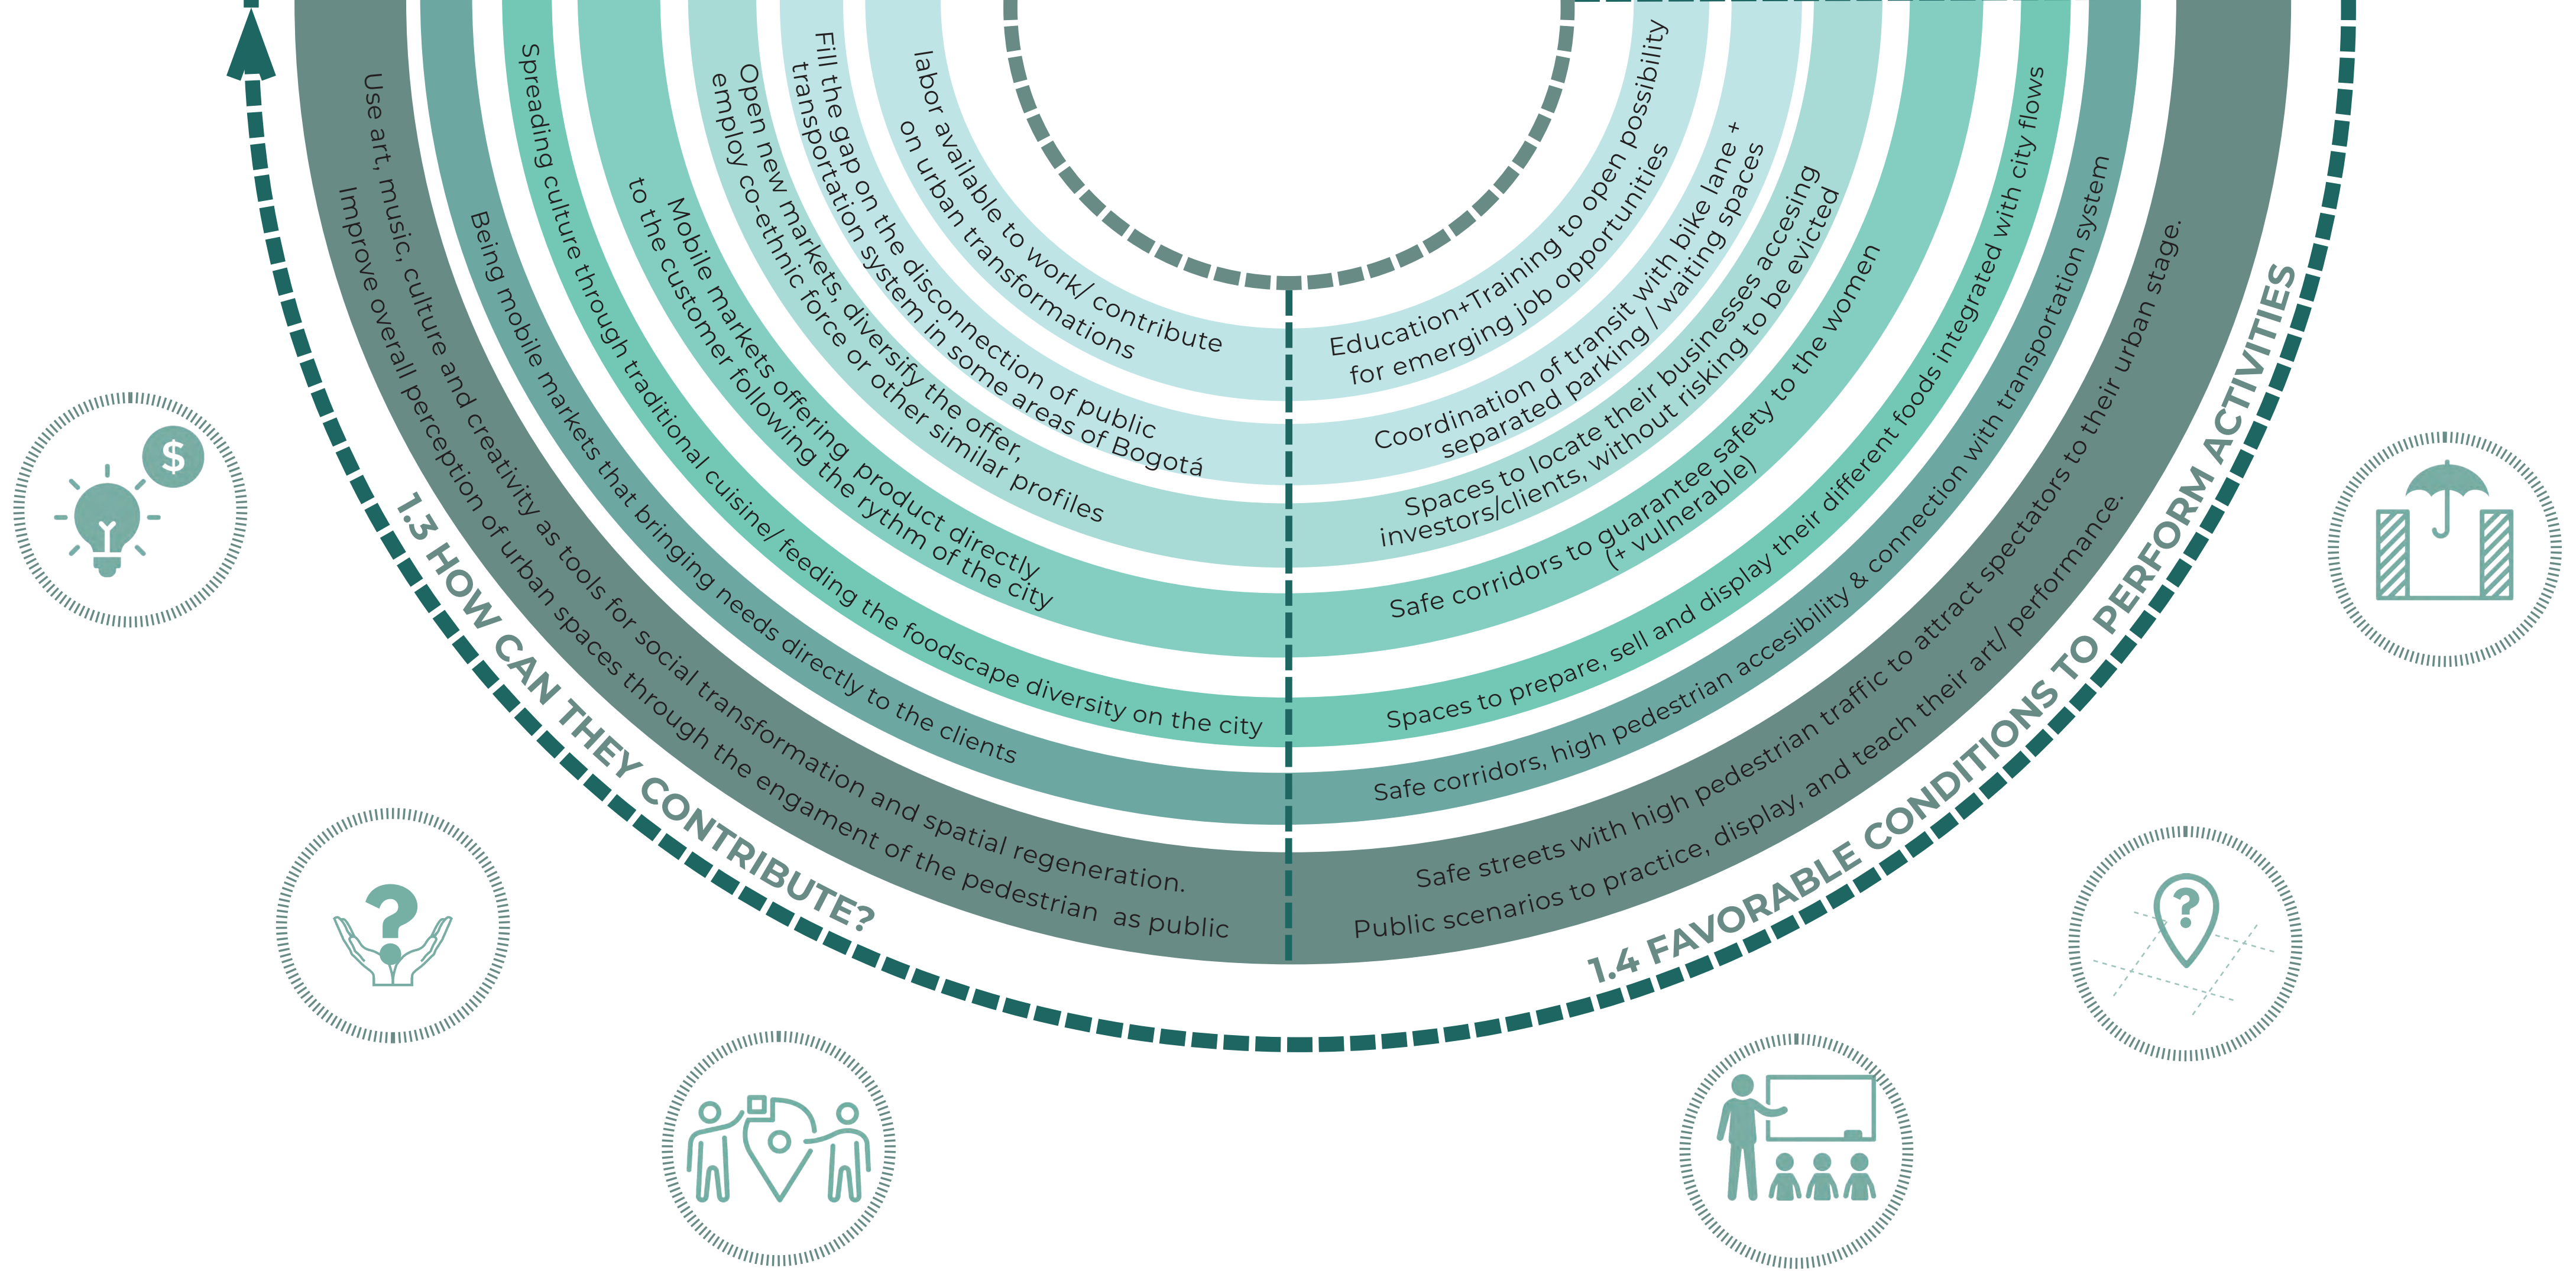 1.3 HOW CAN THEY CONTRIBUTE?
labor available to work/ contribute
on urban transformations
Fill the gap on the disconnection of public
transportation system in some areas of Bogotá
Open new markets, diversify the offer,
employ co-ethnic force or other similar profiles
Mobile markets offering product directly
to the customer following the rythm of the city
Spreading culture through traditional cuisine/ feeding the foodscape diversity on the city
Being mobile markets that bringing needs directly to the clients
Use art, music, culture and creativity as tools for social transformation and spatial regeneration.
Improve overall perception of urban spaces through the engament of the pedestrian as public
1.4 FAVORABLE CONDITIONS TO PERFORM ACTIVITIES
Education+Training to open possibility
for emerging job opportunities
Coordination of transit with bike lane +
separated parking / waiting spaces
Spaces to locate their businesses accesing
investors/clients, without risking to be evicted
Safe corridors to guarantee safety to the women
(+ vulnerable)
Spaces to prepare, sell and display their different foods integrated with city flows
Safe corridors, high pedestrian accesibility & connection with transportation system
Safe streets with high pedestrian traffic to attract spectators to their urban stage.
Public scenarios to practice, display, and teach their art/ performance.
$
?
?